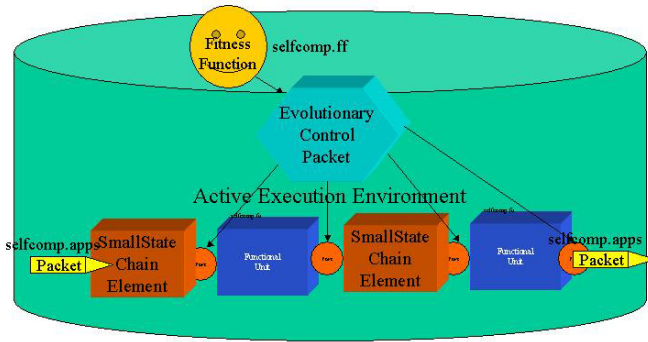 Fitness
Function
selfcomp.ff
Evolutionary
Control
Packet
Active Execution Environment
selfcomp.apps
Packet
SmallState
Chain
Element
Functional
Unit
SmallState
Chain
Element
Functional
Unit
selfcomp.apps
Packet